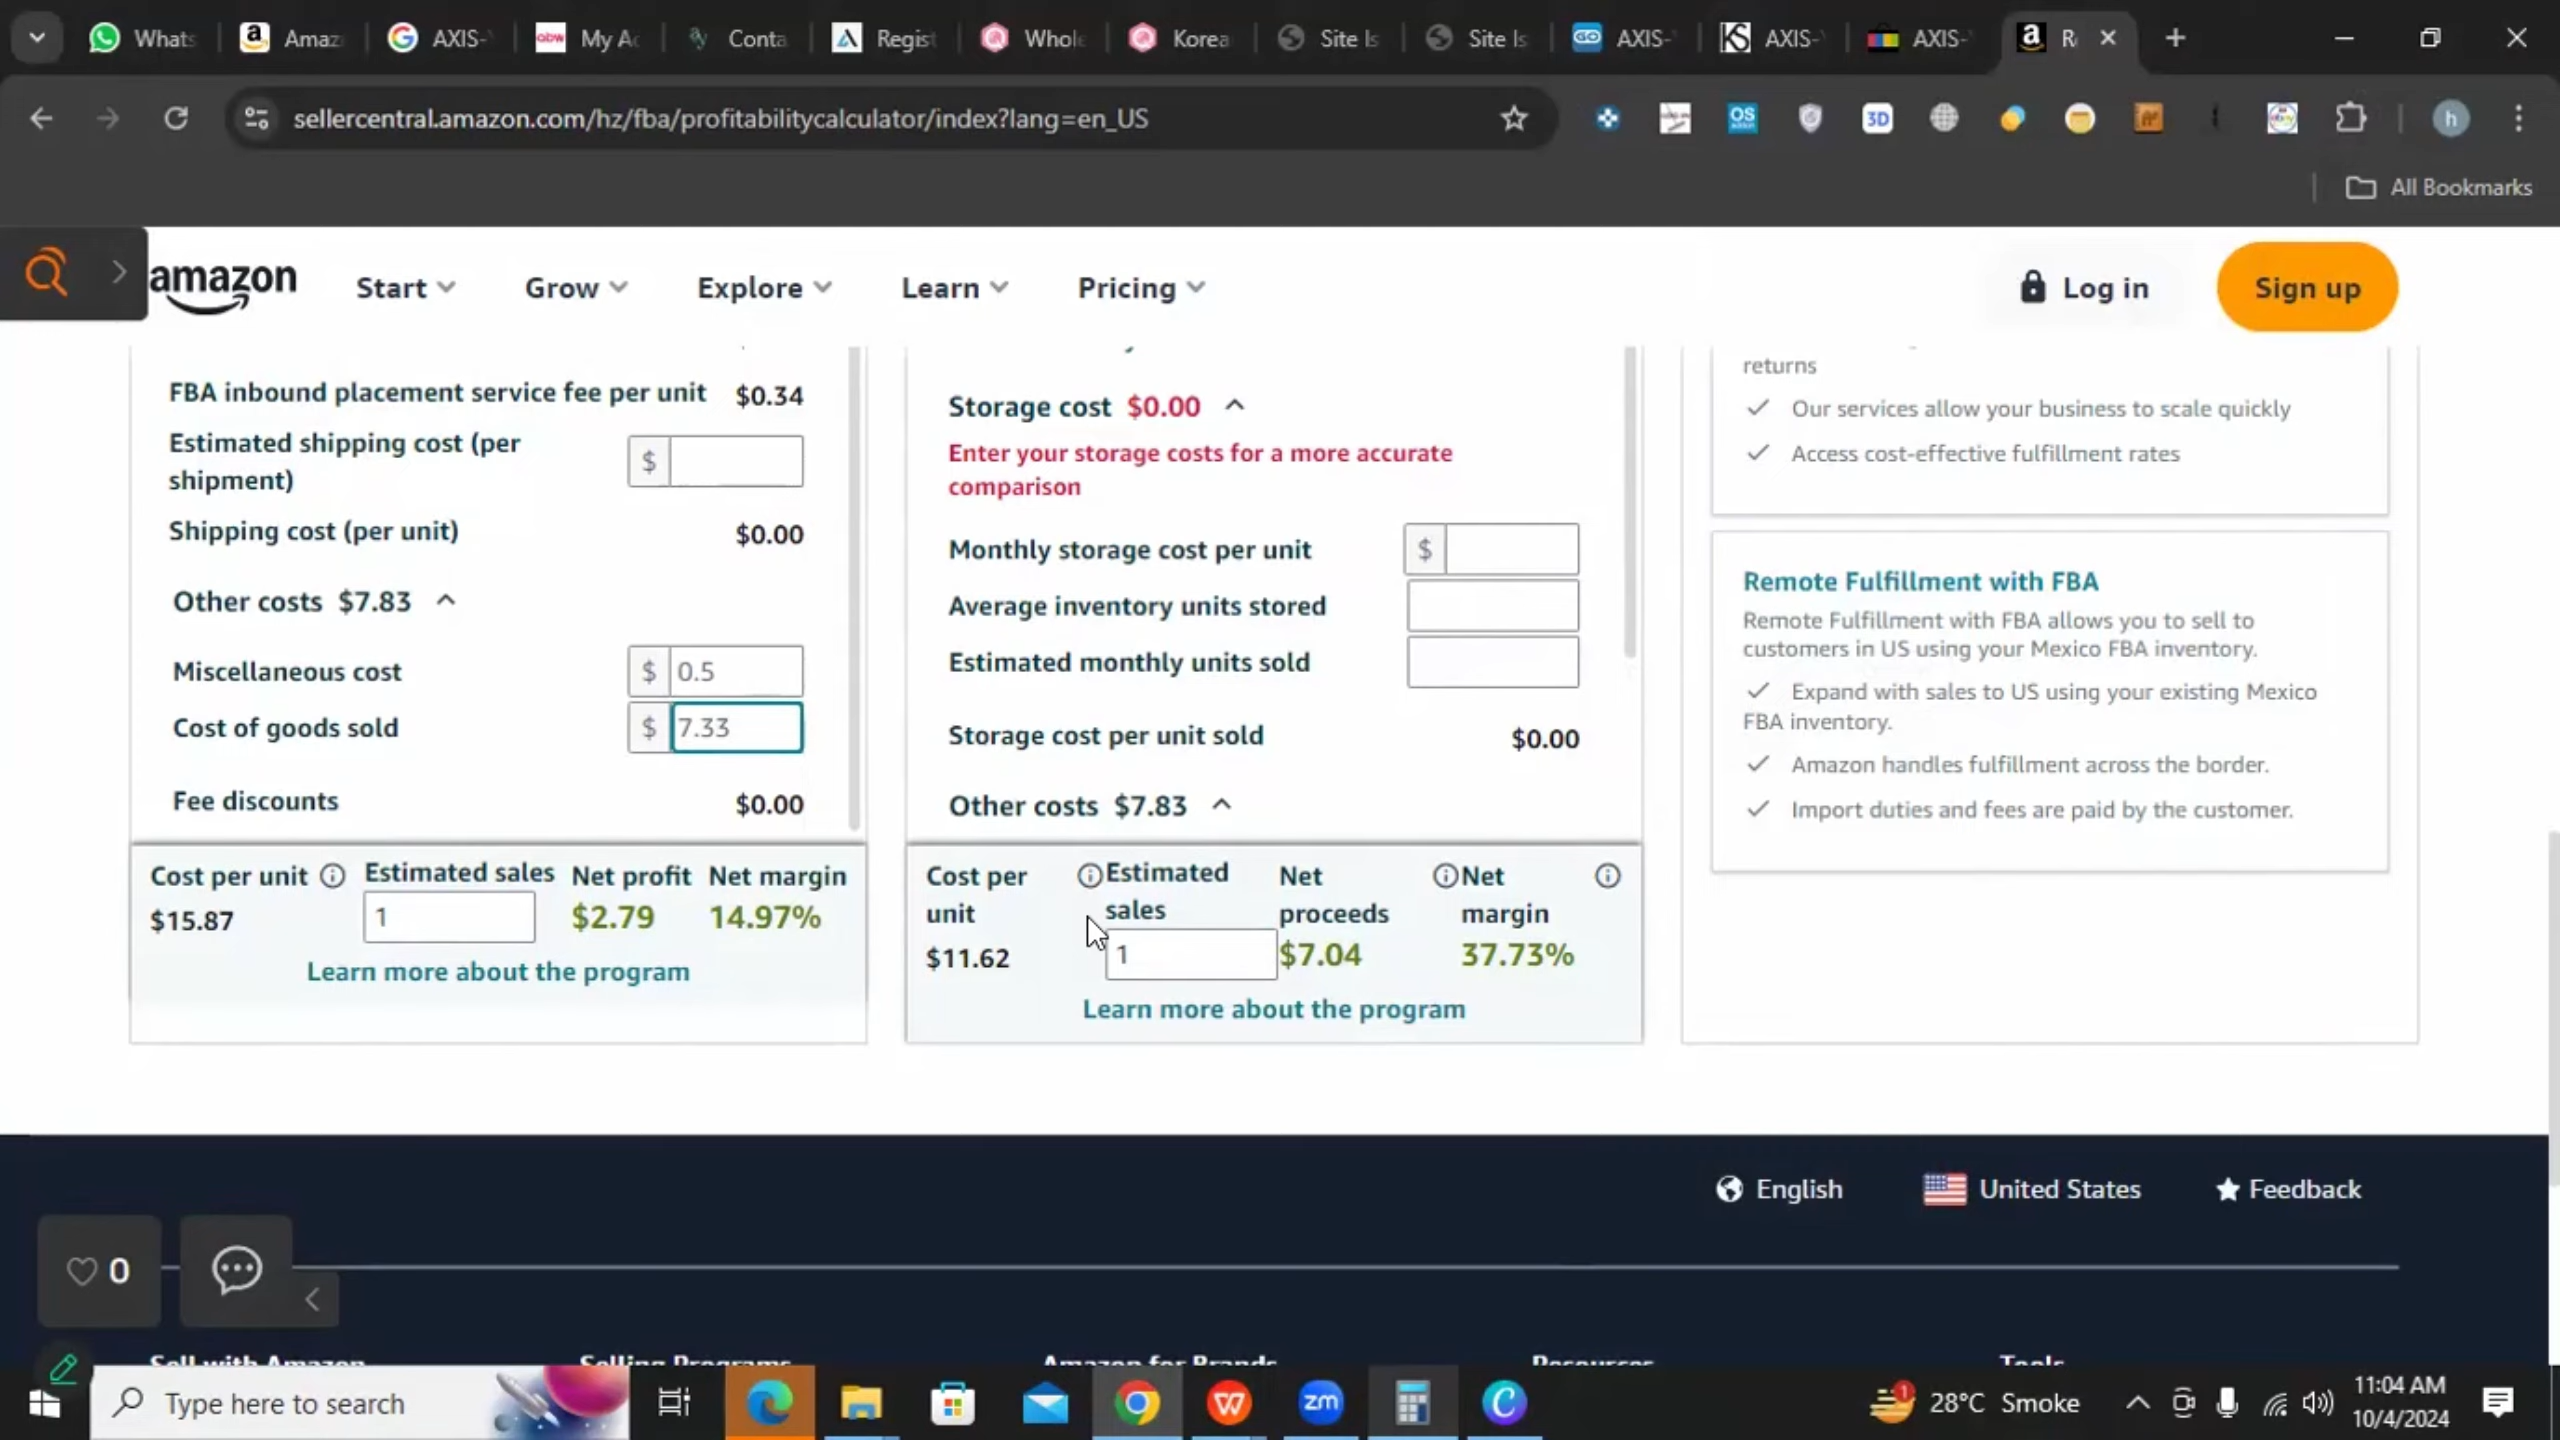 Whats
Amaz
AXIS-
My Ac
Conta
Regist
Whole
Korea
Site Is
Site Is
AXIS-
AXIS-
AXIS-
sellercentral.amazon.com/hz/fba/profitabilitycalculator/index?lang=en_US
All Bookmarks
amazon
Start
Grow
Explore
Learn
Pricing
Log in
Sign up
FBA inbound placement service fee per unit $0.34
Estimated shipping cost (per
shipment)
$
Shipping cost (per unit) $0.00
Other costs $7.83
Miscellaneous cost $ 0.5
Cost of goods sold $ 7.33
Fee discounts $0.00
Cost per unit Estimated sales Net profit Net margin
$15.87 1 $2.79 14.97%
Learn more about the program
Storage cost $0.00
Enter your storage costs for a more accurate
comparison
Monthly storage cost per unit $
Average inventory units stored
Estimated monthly units sold
Storage cost per unit sold $0.00
Other costs $7.83
Cost per Estimated Net Net
unit sales proceeds margin
$11.62 1 $7.04 37.73%
Learn more about the program
returns
Our services allow your business to scale quickly
Access cost-effective fulfillment rates
Remote Fulfillment with FBA
Remote Fulfillment with FBA allows you to sell to
customers in US using your Mexico FBA inventory.
Expand with sales to US using your existing Mexico
FBA inventory.
Amazon handles fulfillment across the border.
Import duties and fees are paid by the customer.
English
United States
Feedback
0
Sell with Amazon
Selling Programs
Amazon for Brands
Resources
Tools
Type here to search
28°C Smoke
11:04 AM
10/4/2024